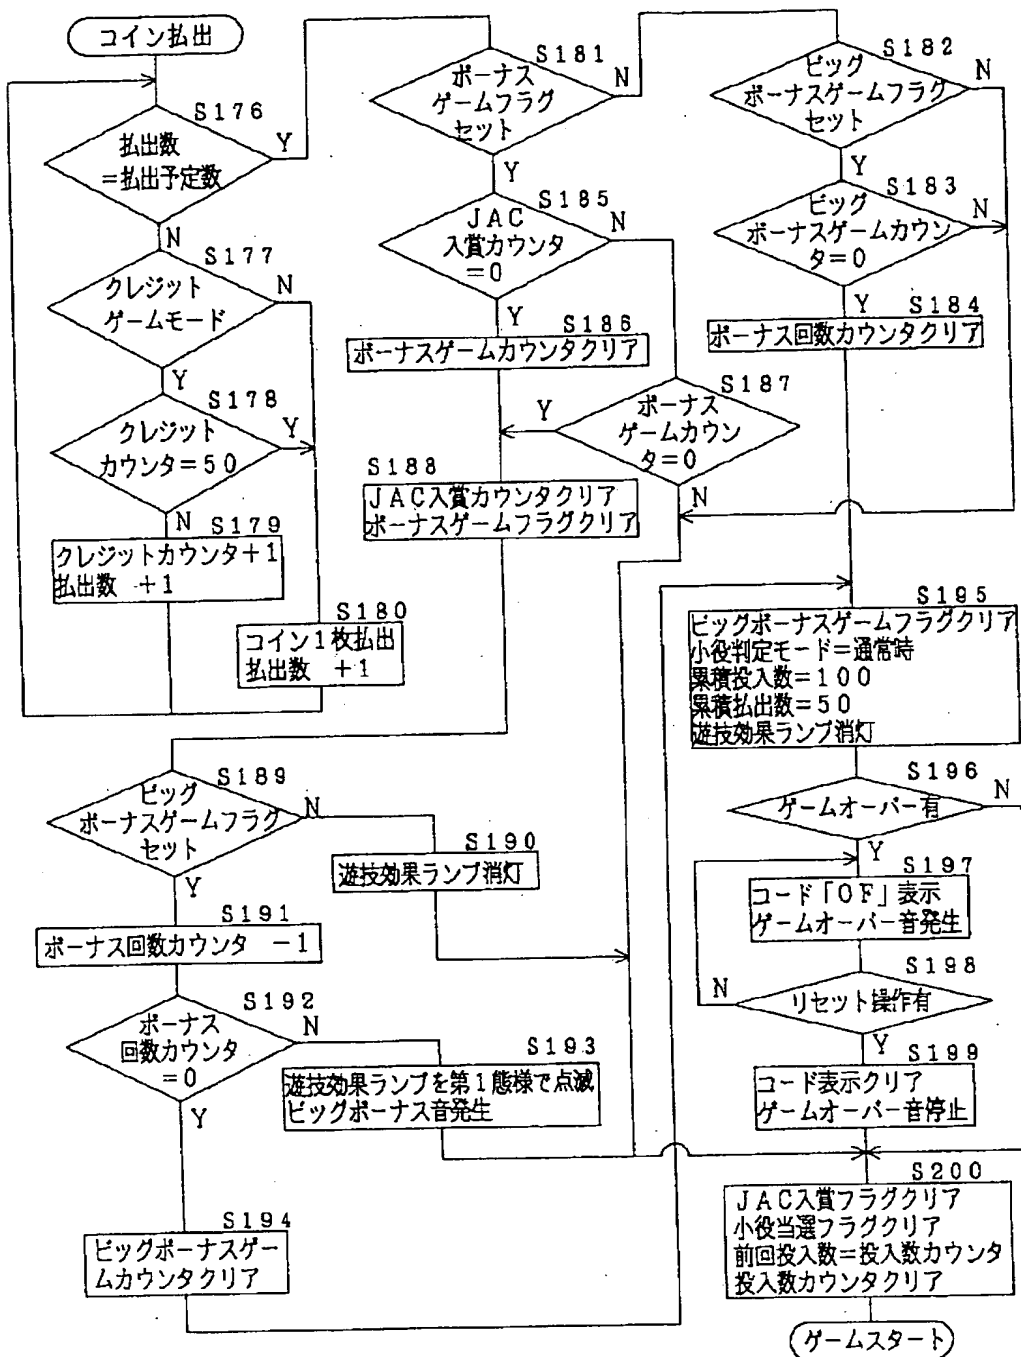 コイン払出
S176
払出数
=払出予定数
Y
N
S177
クレジット
ゲームモード
N
Y
S178
クレジット
カウンタ=50
Y
N
S179
クレジットカウンタ+1
払出数 +1
S180
コイン1枚払出
払出数 +1
S181
ボーナス
ゲームフラグ
セット
N
Y
S182
ビッグ
ボーナスゲームフラグ
セット
N
Y
S183
ビッグ
ボーナスゲームカウン
タ=0
N
Y
S184
ボーナス回数カウンタクリア
S185
JAC
入賞カウンタ
=0
N
Y
S186
ボーナスゲームカウンタクリア
S187
ボーナス
ゲームカウン
タ=0
Y
N
S188
JAC入賞カウンタクリア
ボーナスゲームフラグクリア
S189
ビッグ
ボーナスゲームフラグ
セット
N
Y
S190
遊技効果ランプ消灯
S191
ボーナス回数カウンタ -1
S192
ボーナス
回数カウンタ
=0
N
Y
S193
遊技効果ランプを第1態様で点滅
ビッグボーナス音発生
S194
ビッグボーナスゲー
ムカウンタクリア
S195
ビッグボーナスゲームフラグクリア
小役判定モード=通常時
累積投入数=100
累積払出数=50
遊技効果ランプ消灯
S196
ゲームオーバー有
N
Y
S197
コード「OF」表示
ゲームオーバー音発生
S198
リセット操作有
N
Y
S199
コード表示クリア
ゲームオーバー音停止
S200
JAC入賞フラグクリア
小役当選フラグクリア
前回投入数=投入数カウンタ
投入数カウンタクリア
ゲームスタート